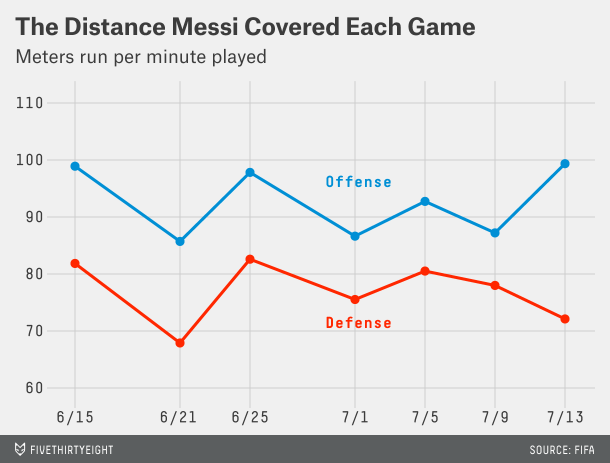 The Distance Messi Covered Each Game
Meters run per minute played
110
100
Offense
90
80
Defense
70
60
6/15 6/21 6/25 7/1 7/5 7/9 7/13
FIVETHIRTYEIGHT SOURCE: FIFA